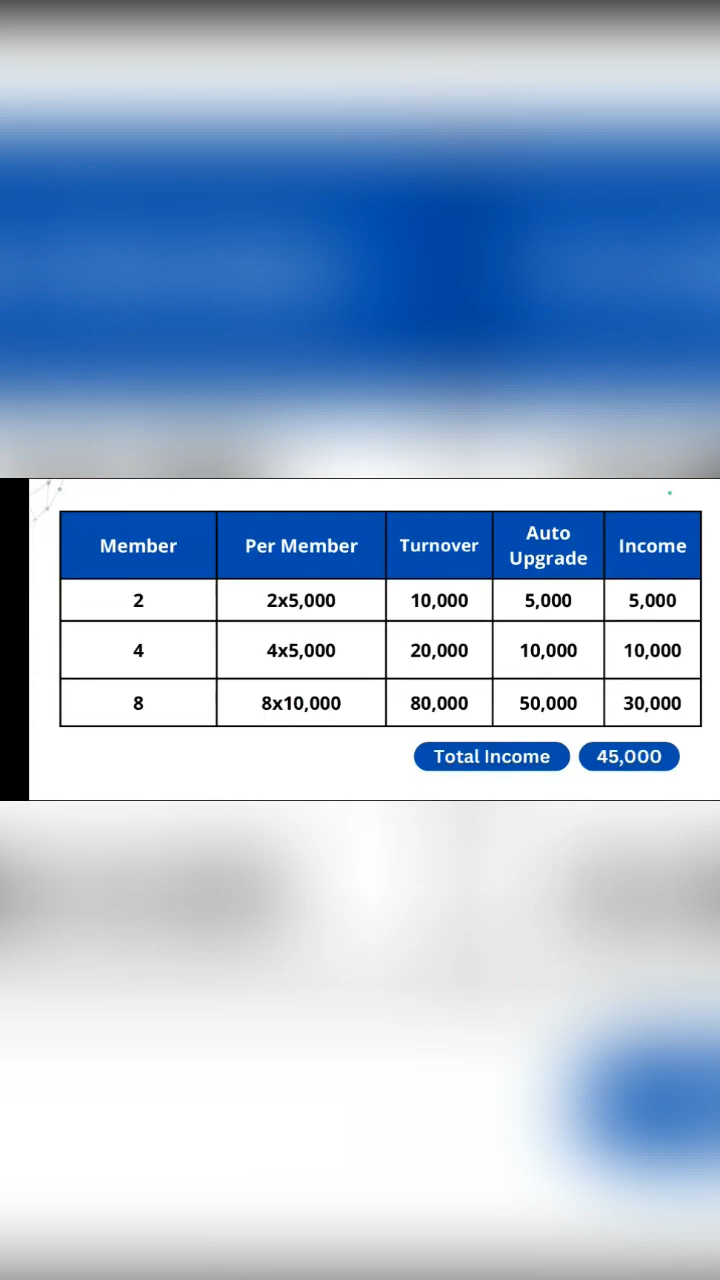 Member Per Member Turnover Auto Upgrade Income
2 2x5,000 10,000 5,000 5,000
4 4x5,000 20,000 10,000 10,000
8 8x10,000 80,000 50,000 30,000
Total Income 45,000